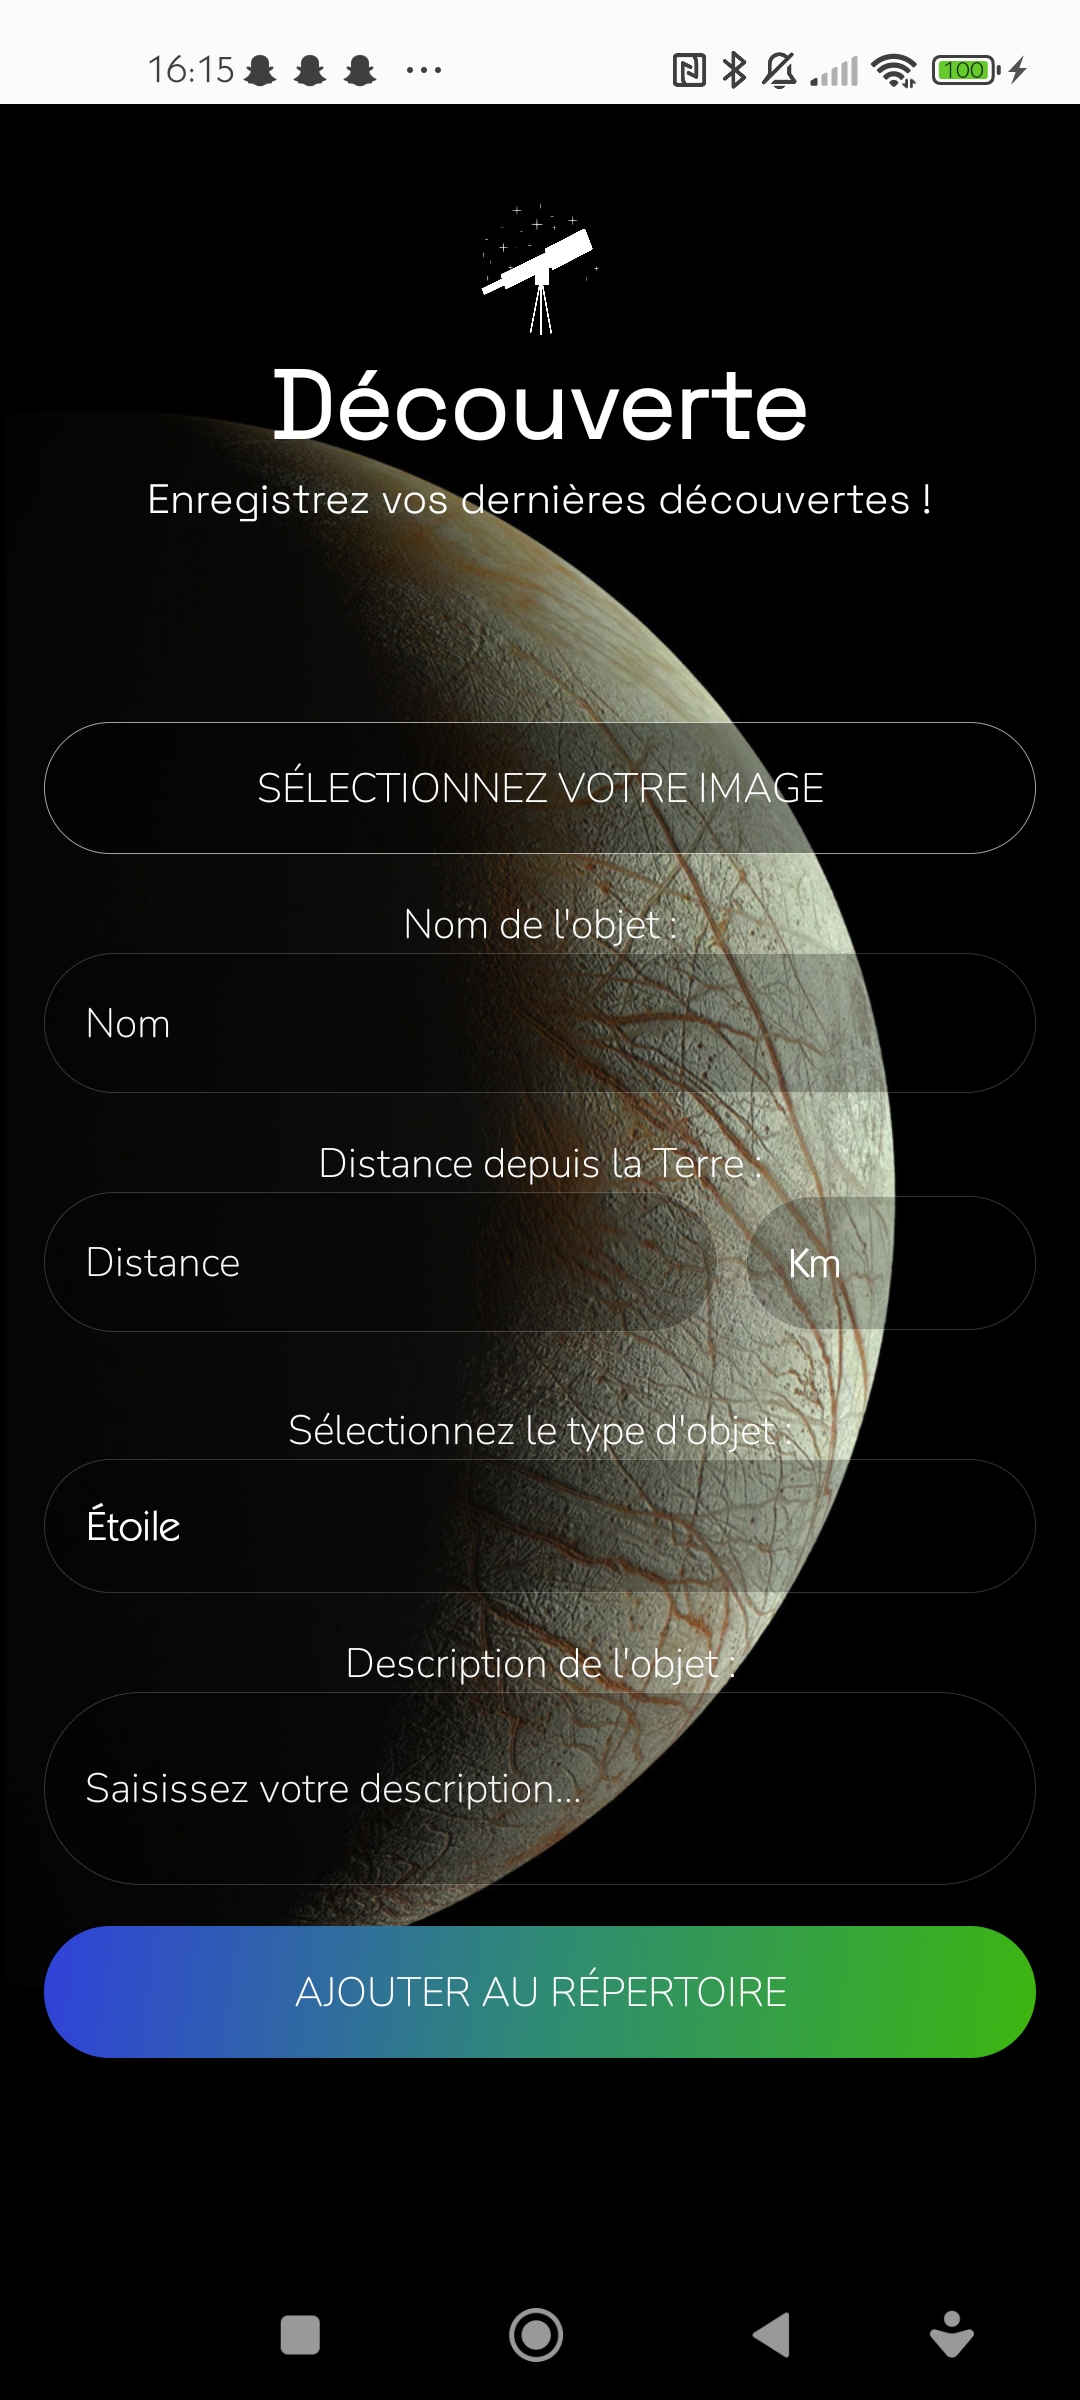 16:15
100
Découverte
Enregistrez vos dernières découvertes !
SÉLECTIONNEZ VOTRE IMAGE
Nom de l'objet :
Nom
Distance depuis la Terre :
Distance
Km
Sélectionnez le type d'objet :
Étoile
Description de l'objet :
Saisissez votre description...
AJOUTER AU RÉPERTOIRE